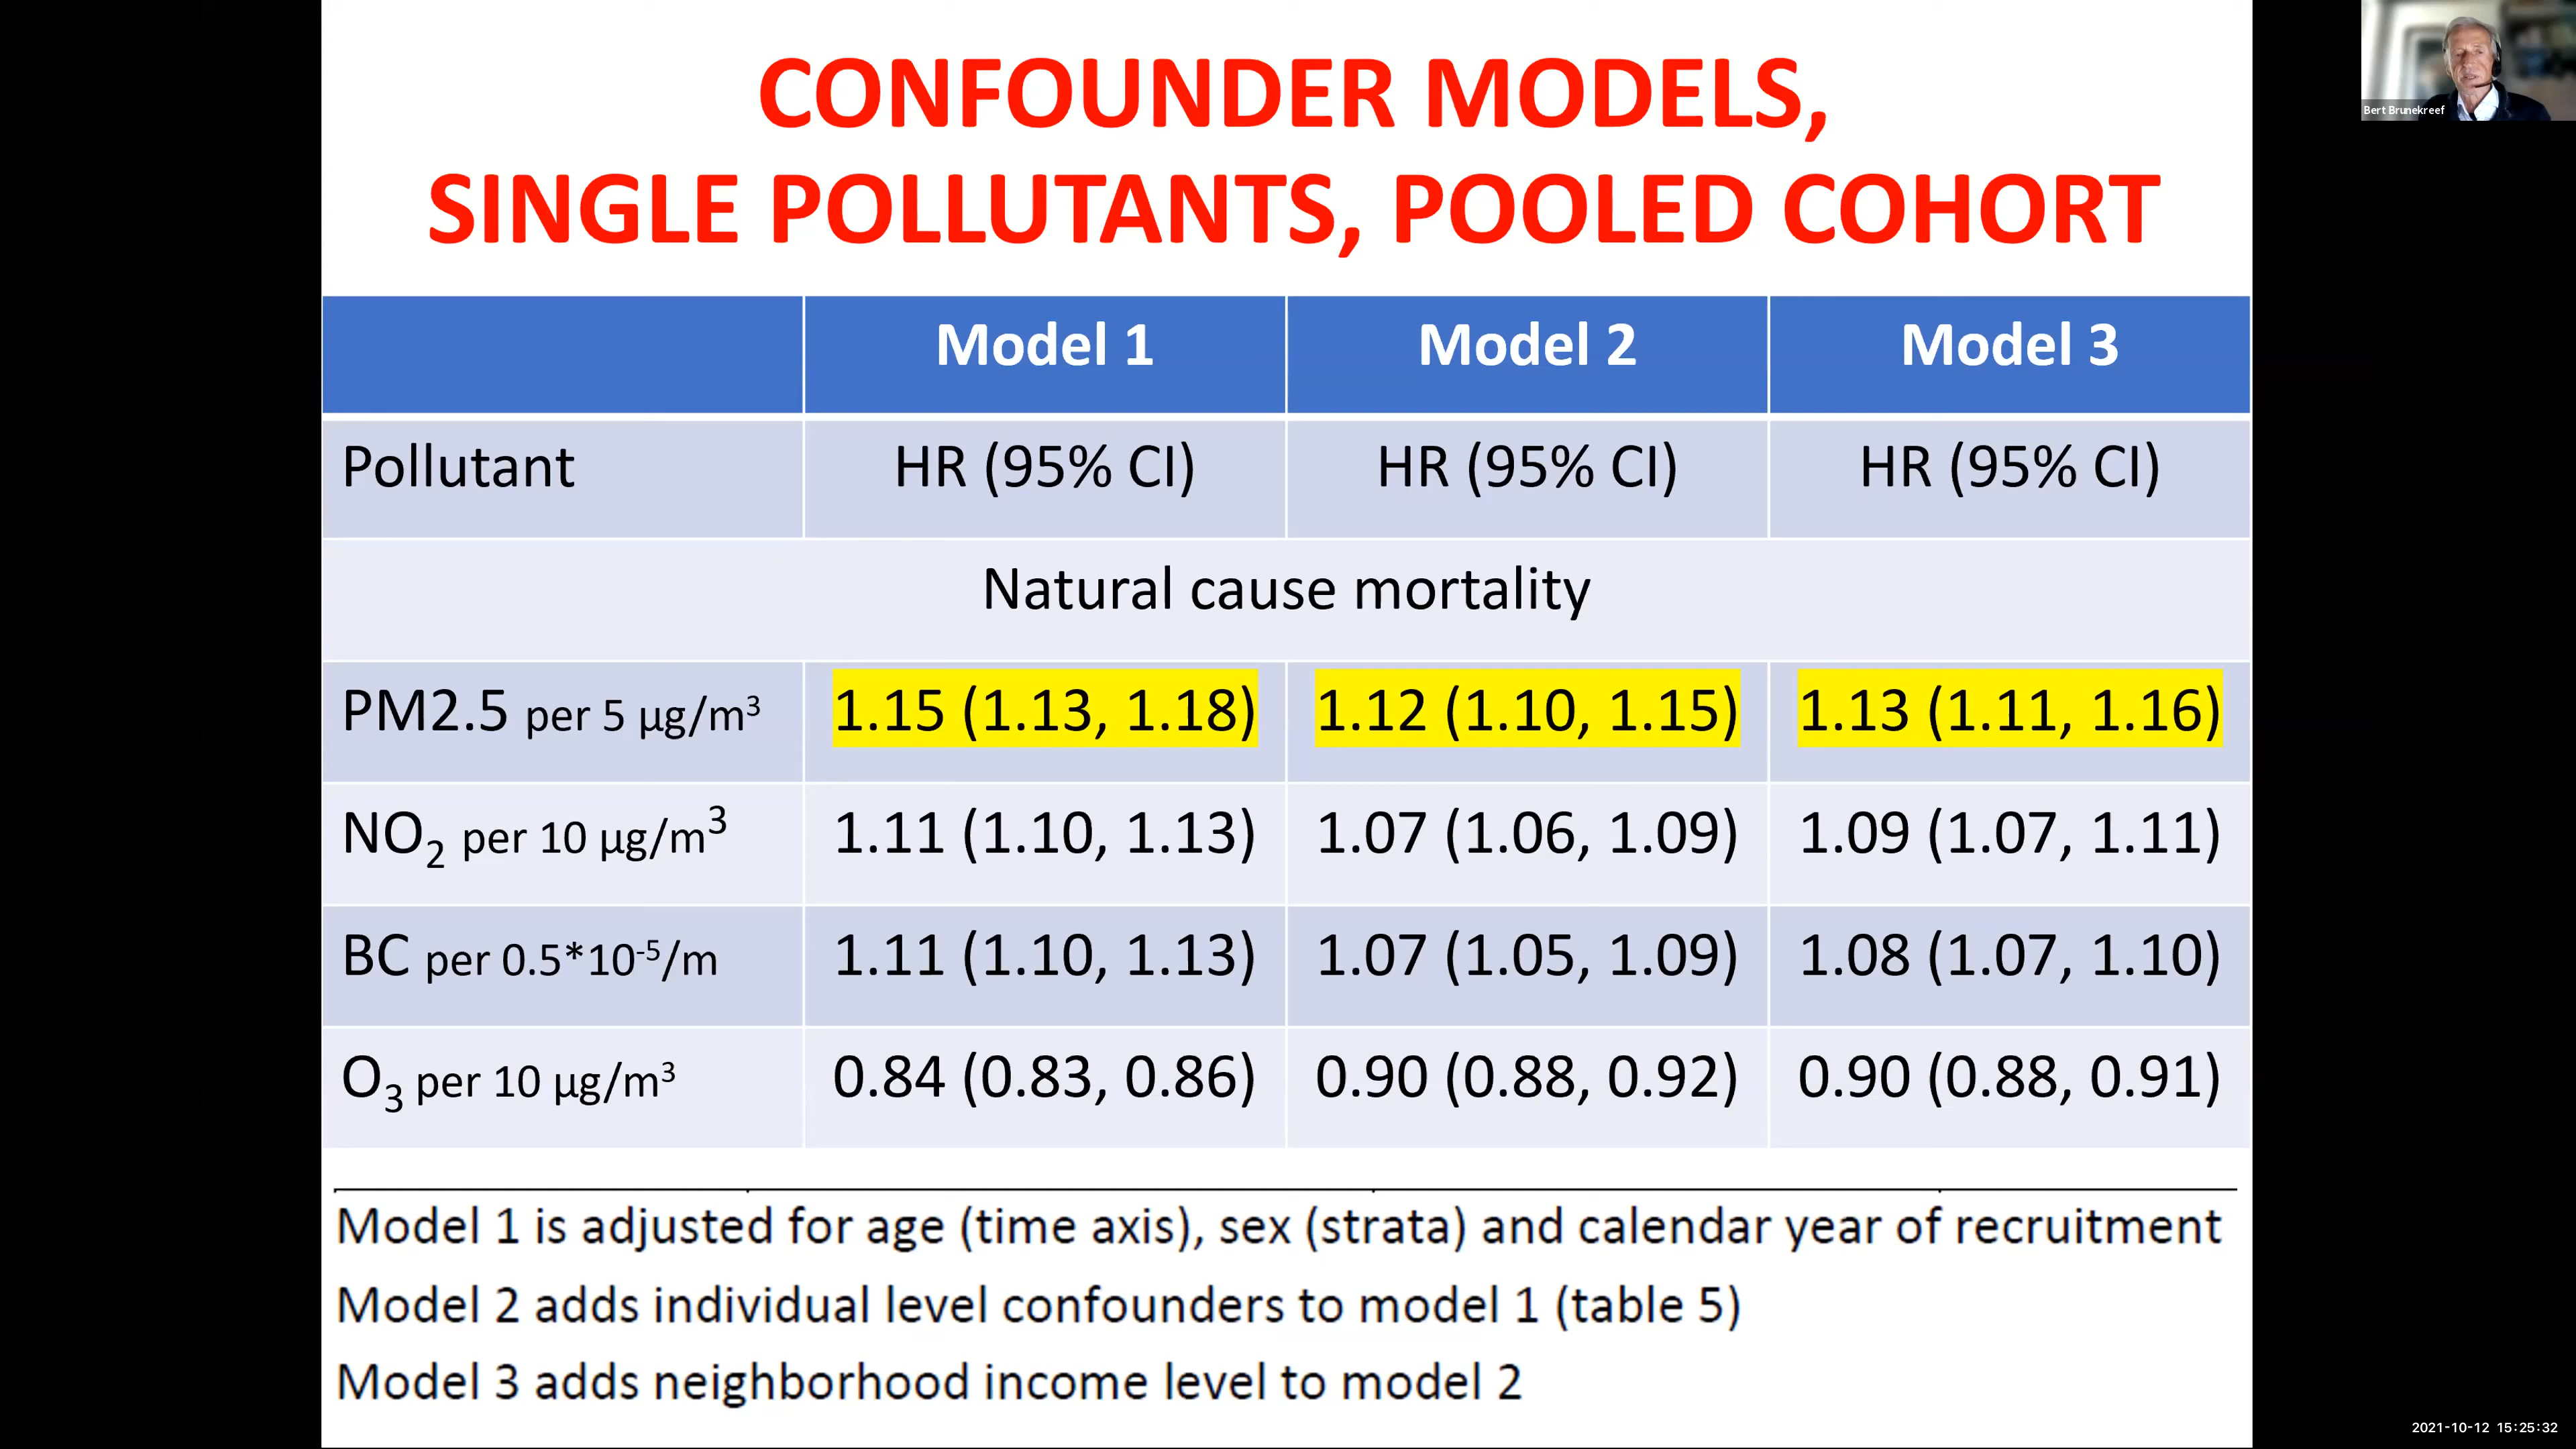 CONFOUNDER MODELS,
SINGLE POLLUTANTS, POOLED COHORT
Bert Brunekreef
Model 1 Model 2 Model 3
Pollutant HR (95% CI) HR (95% CI) HR (95% CI)
Natural cause mortality
PM2.5 per 5 µg/m³ 1.15 (1.13, 1.18) 1.12 (1.10, 1.15) 1.13 (1.11, 1.16)
NO₂ per 10 µg/m³ 1.11 (1.10, 1.13) 1.07 (1.06, 1.09) 1.09 (1.07, 1.11)
BC per 0.5*10⁻⁵/m 1.11 (1.10, 1.13) 1.07 (1.05, 1.09) 1.08 (1.07, 1.10)
O₃ per 10 µg/m³ 0.84 (0.83, 0.86) 0.90 (0.88, 0.92) 0.90 (0.88, 0.91)
Model 1 is adjusted for age (time axis), sex (strata) and calendar year of recruitment
Model 2 adds individual level confounders to model 1 (table 5)
Model 3 adds neighborhood income level to model 2
2021-10-12 15:25:32